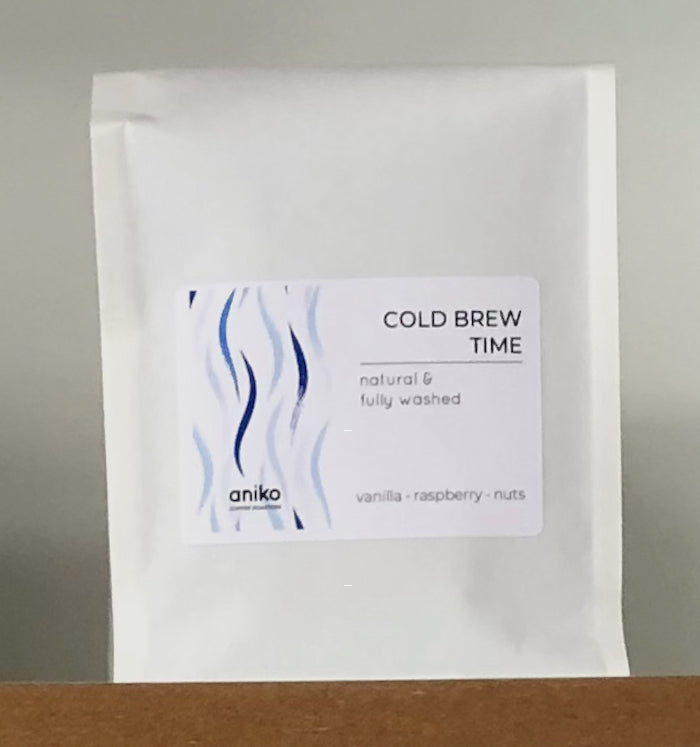 COLD BREW
TIME
natural &
fully washed
aniko
vanilla - raspberry - nuts